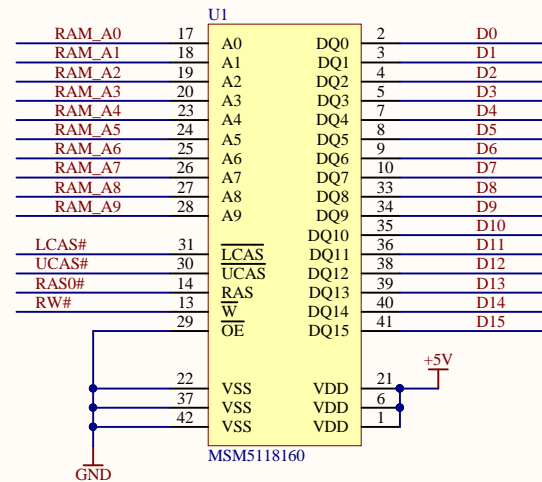 U1
RAM_A0 17 A0 DQ0 2 D0
RAM_A1 18 A1 DQ1 3 D1
RAM_A2 19 A2 DQ2 4 D2
RAM_A3 20 A3 DQ3 5 D3
RAM_A4 23 A4 DQ4 7 D4
RAM_A5 24 A5 DQ5 8 D5
RAM_A6 25 A6 DQ6 9 D6
RAM_A7 26 A7 DQ7 10 D7
RAM_A8 27 A8 DQ8 33 D8
RAM_A9 28 A9 DQ9 34 D9
DQ10 35 D10
LCAS# 31 LCAS DQ11 36 D11
UCAS# 30 UCAS DQ12 38 D12
RAS0# 14 RAS DQ13 39 D13
RW# 13 W DQ14 40 D14
29 OE DQ15 41 D15
+5V
22 VSS VDD 21
37 VSS VDD 6
42 VSS VDD 1
MSM5118160
GND